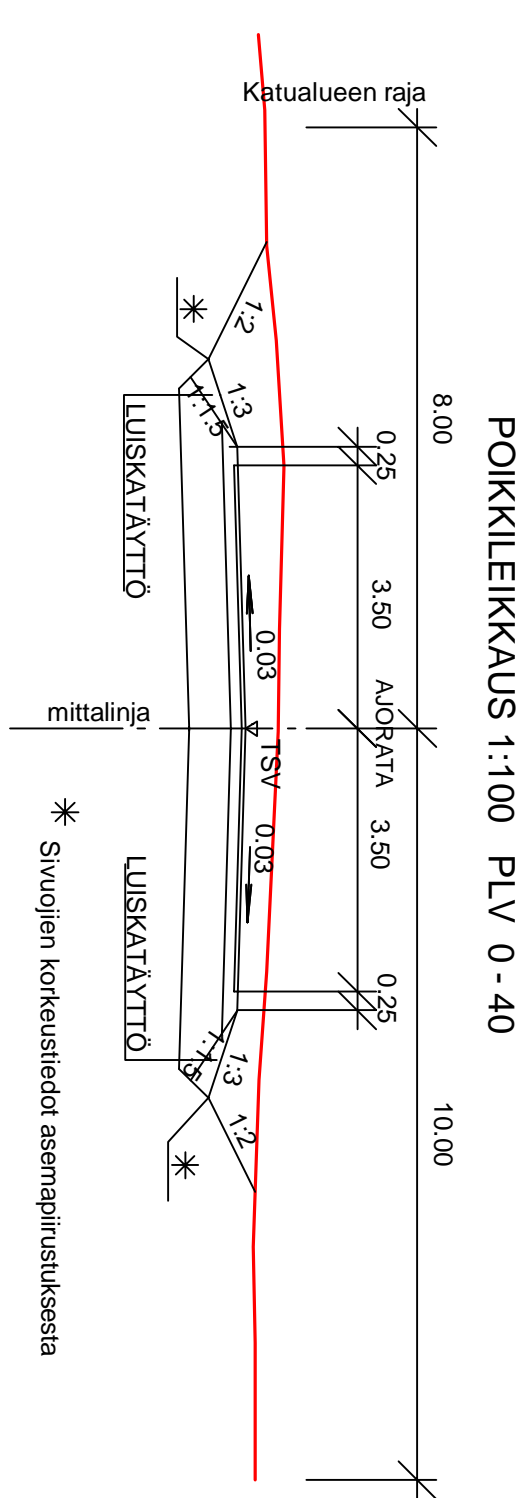 POIKKILEIKKAUS 1:100 PLV 0 - 40
Katualueen raja
8.00
10.00
0.25
3.50
AJORATA
3.50
0.25
1:2
1:3
1:1.5
0.03
TSV
0.03
1:1.5
1:3
1:2
LUISKATÄYTTÖ
mittalinja
LUISKATÄYTTÖ
* Sivuojien korkeustiedot asemapiirustuksesta